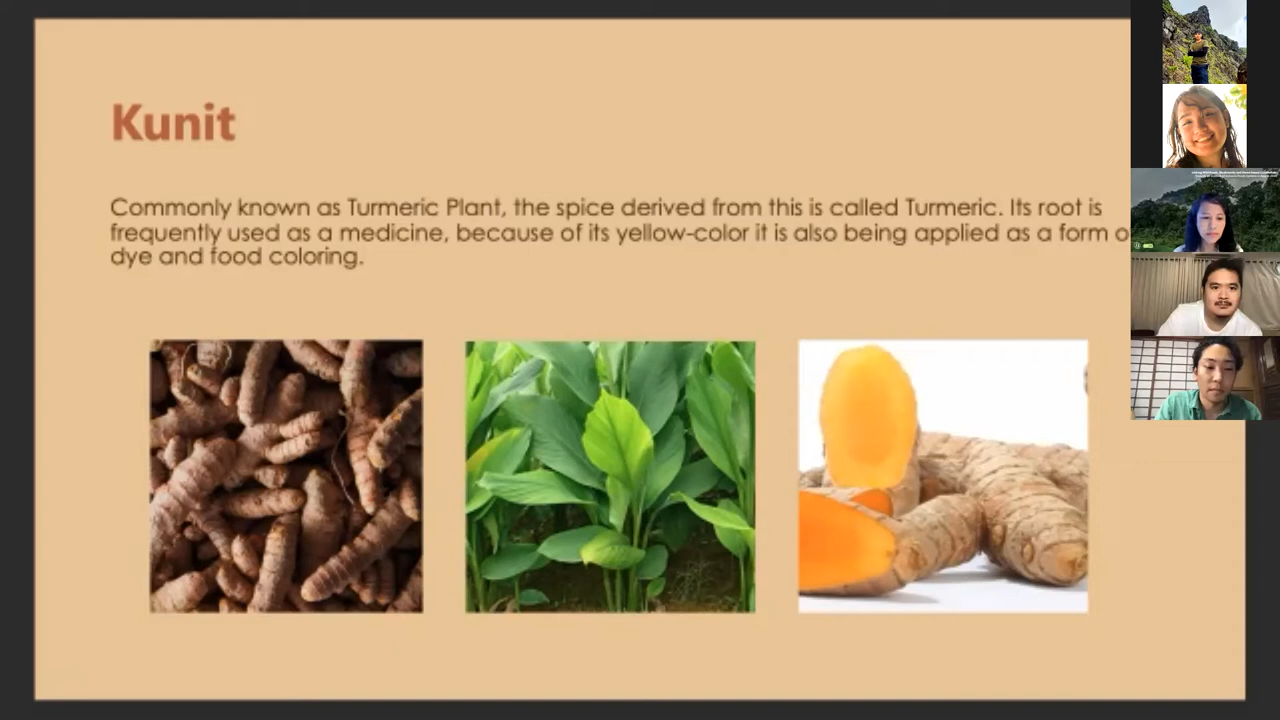 Kunit
Commonly known as Turmeric Plant, the spice derived from this is called Turmeric. Its root is
frequently used as a medicine, because of its yellow-color it is also being applied as a form
dye and food coloring.